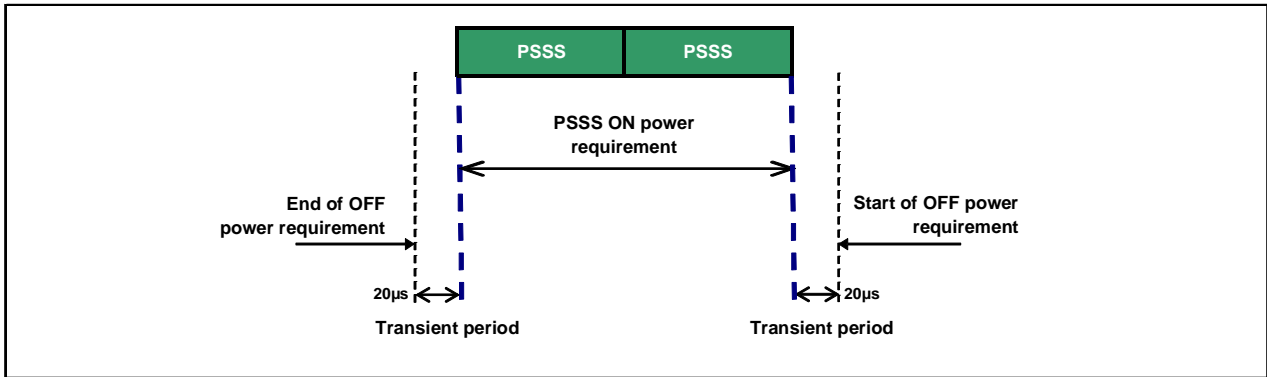 PSSS PSSS
PSSS ON power
requirement
End of OFF
power requirement
Start of OFF power
requirement
20µs
20µs
Transient period
Transient period